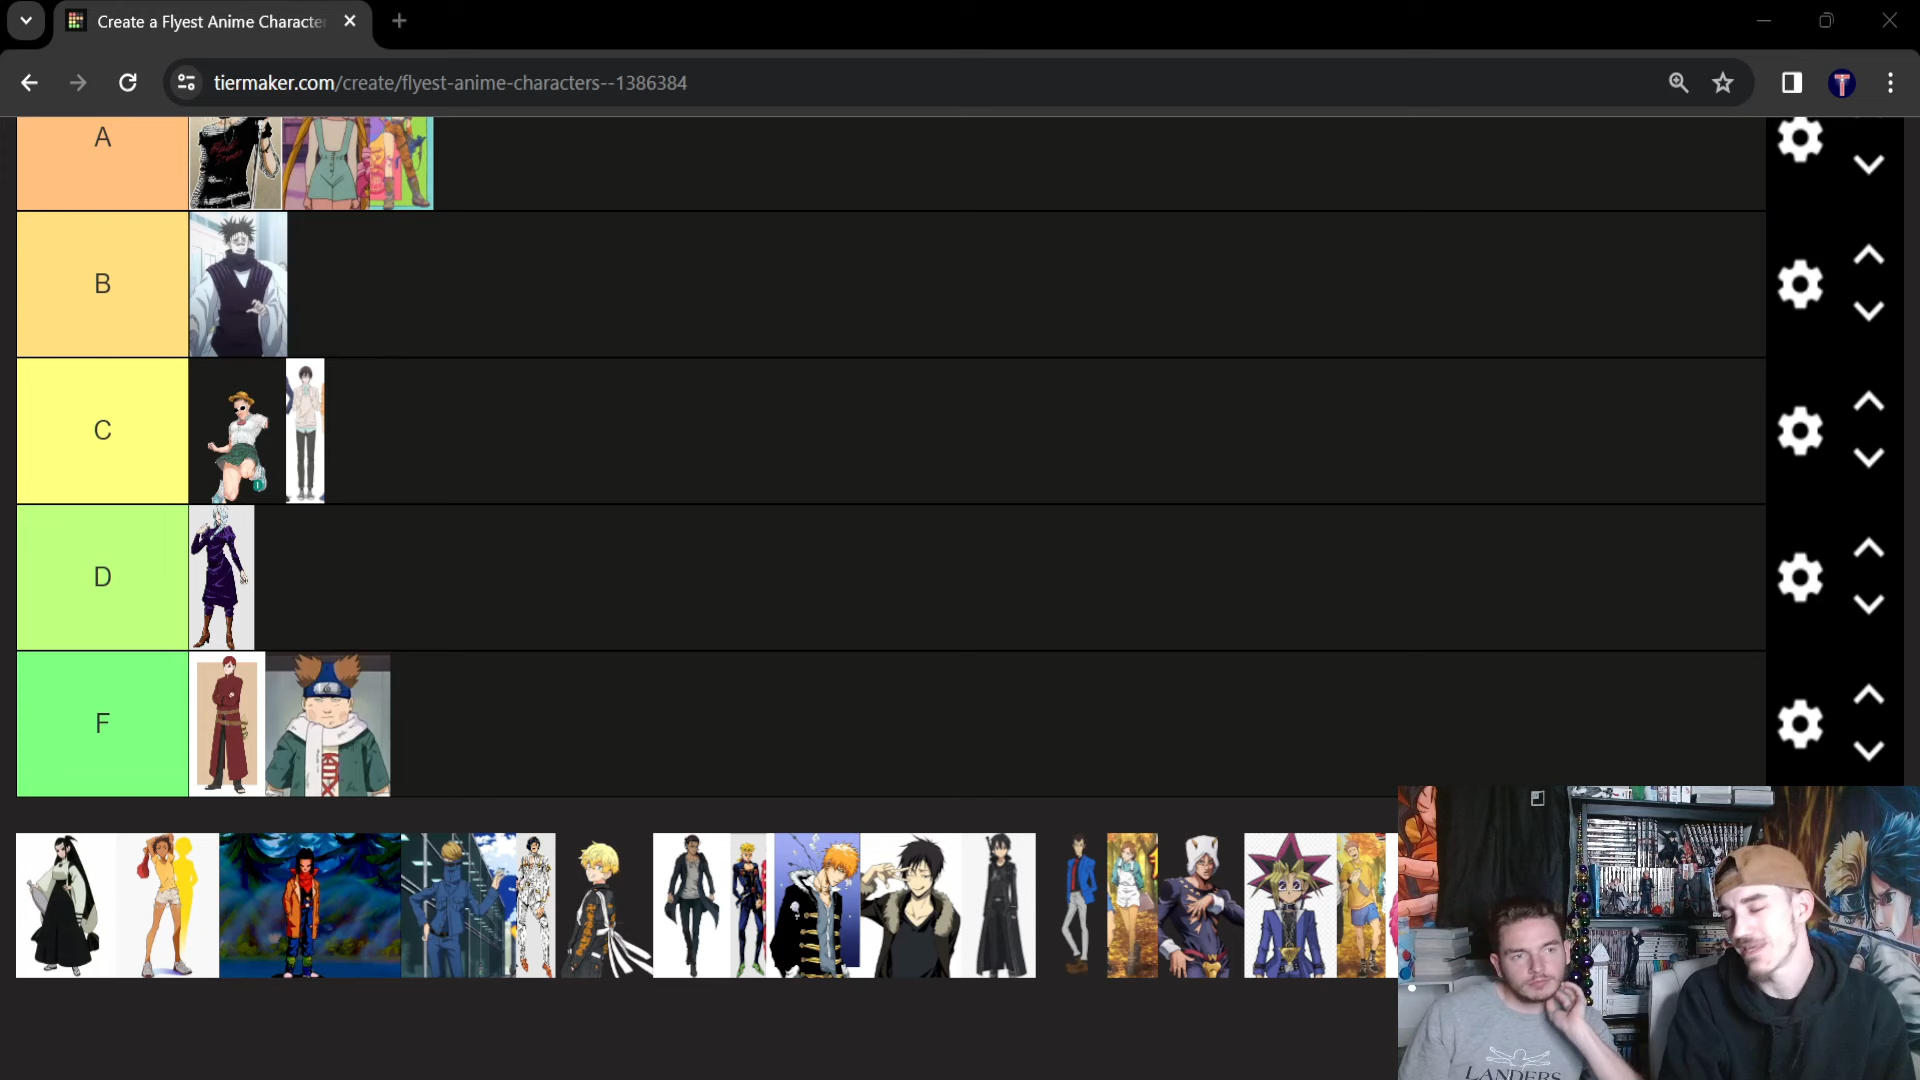 Create a Flyest Anime Character
tiermaker.com/create/flyest-anime-characters--1386384
A
B
C
D
F
LANDERS